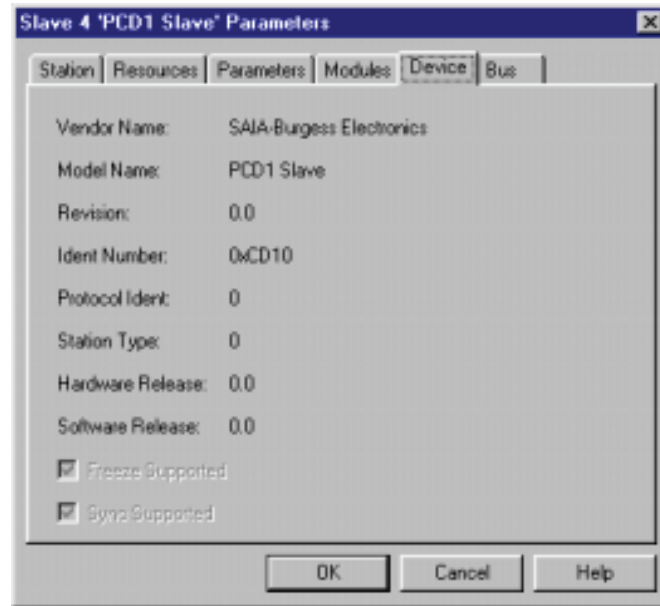 Slave 4 'PCD1 Slave' Parameters
Station Resources Parameters Modules Device Bus
Vendor Name: SAIA-Burgess Electronics
Model Name: PCD1 Slave
Revision: 0.0
Ident Number: 0xCD10
Protocol Ident: 0
Station Type: 0
Hardware Release: 0.0
Software Release: 0.0
Freeze Supported
Sync Supported
OK Cancel Help